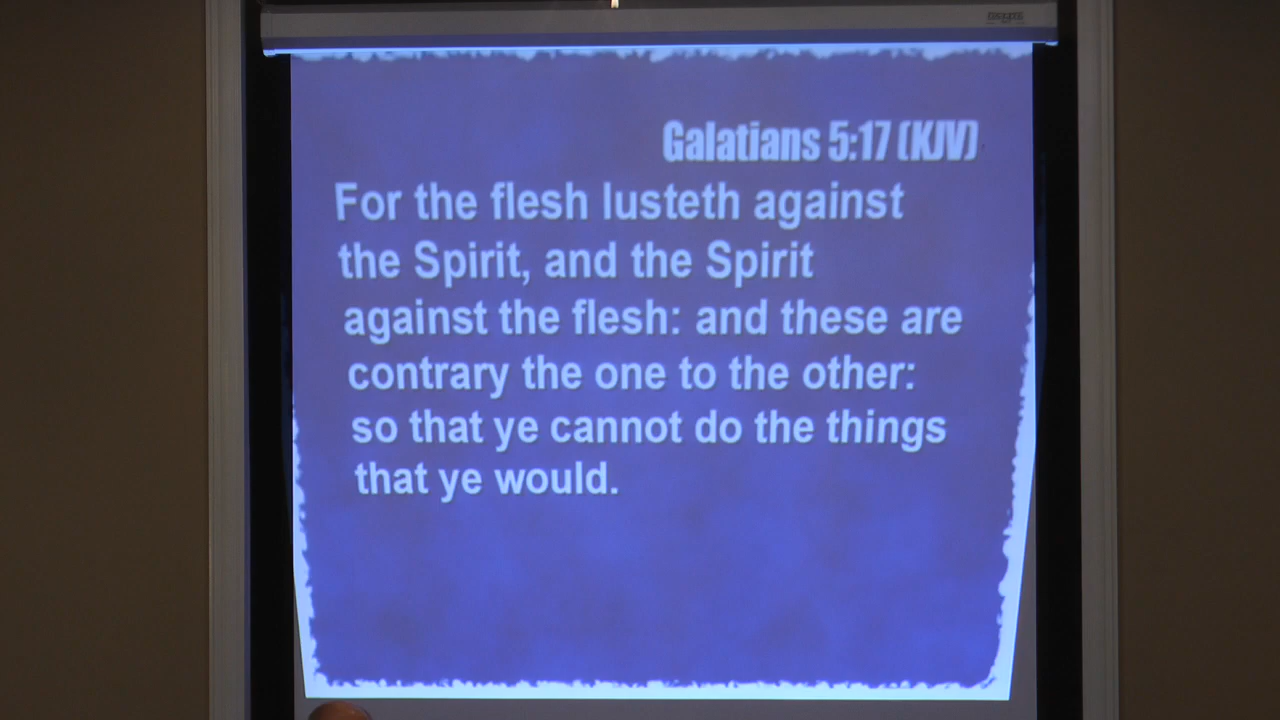 Galatians 5:17 (KJV)
For the flesh lusteth against
the Spirit, and the Spirit
against the flesh: and these are
contrary the one to the other:
so that ye cannot do the things
that ye would.